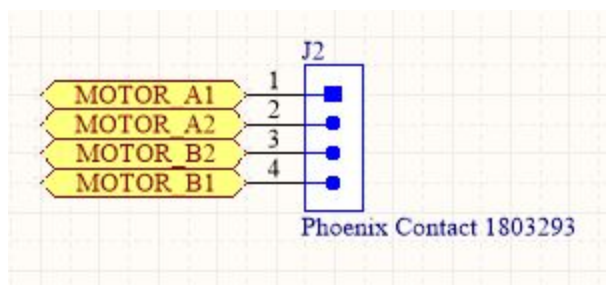 J2
MOTOR_A1 1
MOTOR_A2 2
MOTOR_B2 3
MOTOR_B1 4
Phoenix Contact 1803293